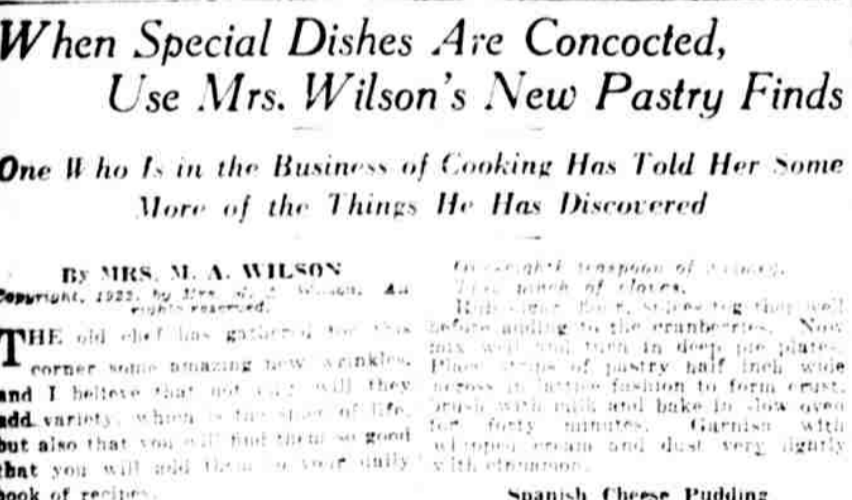 When Special Dishes Are Concocted,
Use Mrs. Wilson's New Pastry Finds
One Who Is in the Business of Cooking Has Told Her Some
More of the Things He Has Discovered
By MRS. M. A. WILSON
Copyright, 1922, by Mrs. M. A. Wilson. All
rights reserved.
THE old chef has gathered for this
corner some amazing new wrinkles,
and I believe that not only will they
add variety, which is the spice of life,
but also that you will find them so good
that you will add them to your daily
book of recipes.
One-eighth teaspoon of
pinch of cloves.
sugar, spices together well
before adding to the cranberries. Now
mix well and turn in deep pie plates.
Place strips of pastry half inch wide
across in lattice fashion to form crust,
brush with milk and bake in slow oven
for forty minutes. Garnish with
whipped cream and dust very lightly
with cinnamon.
Spanish Cheese Pudding